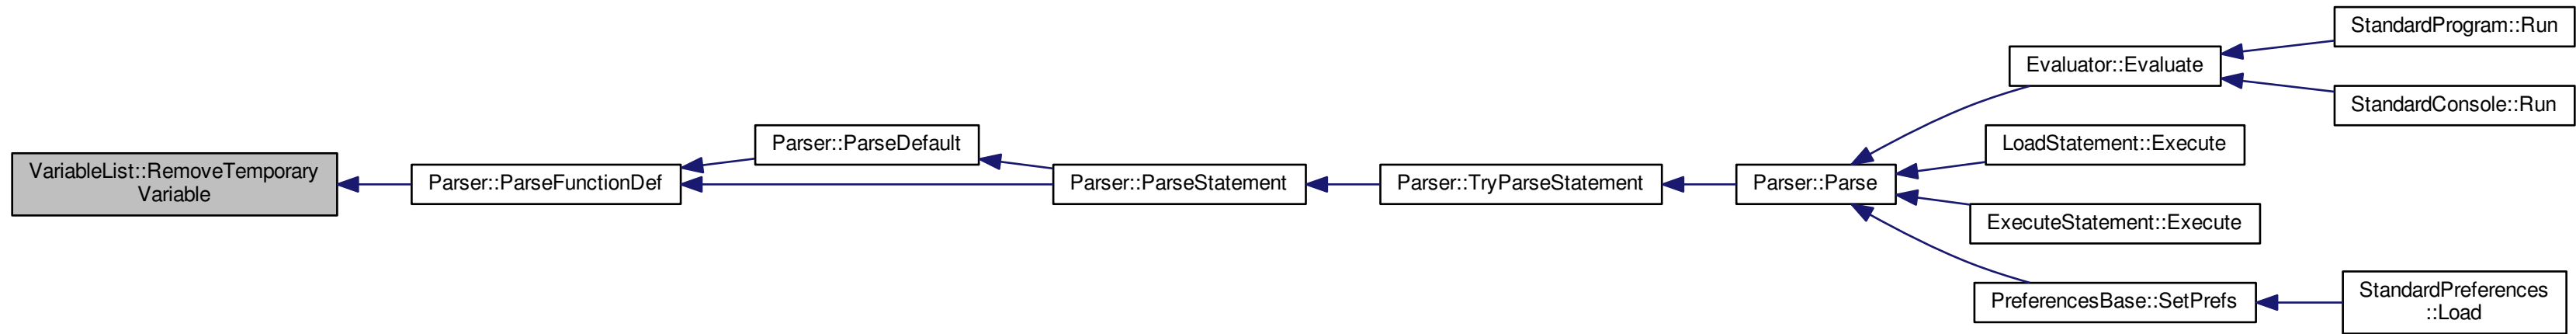 VariableList::RemoveTemporary
Variable
Parser::ParseFunctionDef
Parser::ParseDefault
Parser::ParseStatement
Parser::TryParseStatement
Parser::Parse
Evaluator::Evaluate
StandardProgram::Run
StandardConsole::Run
LoadStatement::Execute
ExecuteStatement::Execute
PreferencesBase::SetPrefs
StandardPreferences
::Load